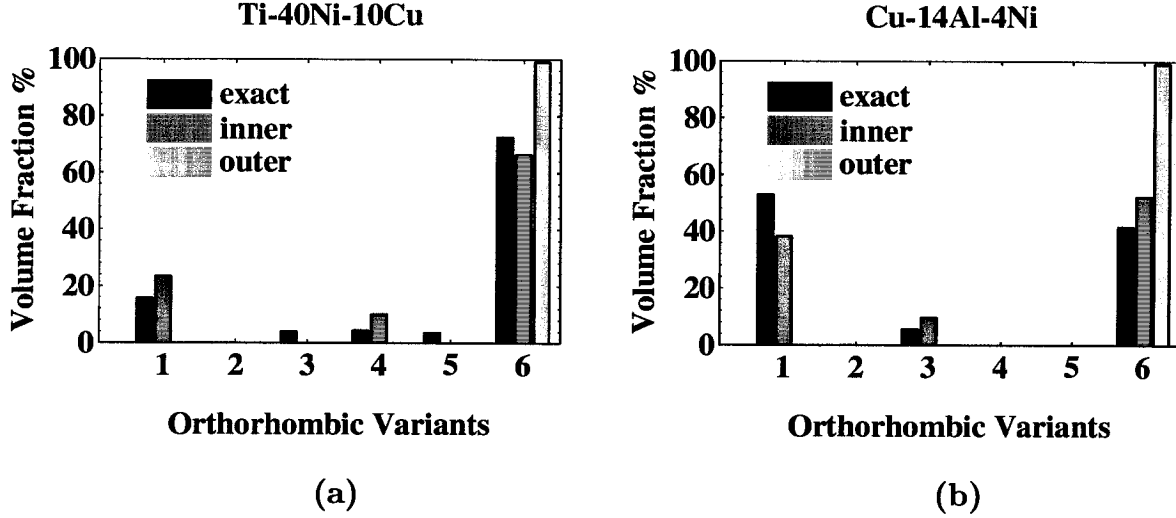 Ti-40Ni-10Cu
Volume Fraction %
100
80
60
40
20
0
exact
inner
outer
1 2 3 4 5 6
Orthorhombic Variants
(a)
Cu-14Al-4Ni
Volume Fraction %
100
80
60
40
20
0
exact
inner
outer
1 2 3 4 5 6
Orthorhombic Variants
(b)